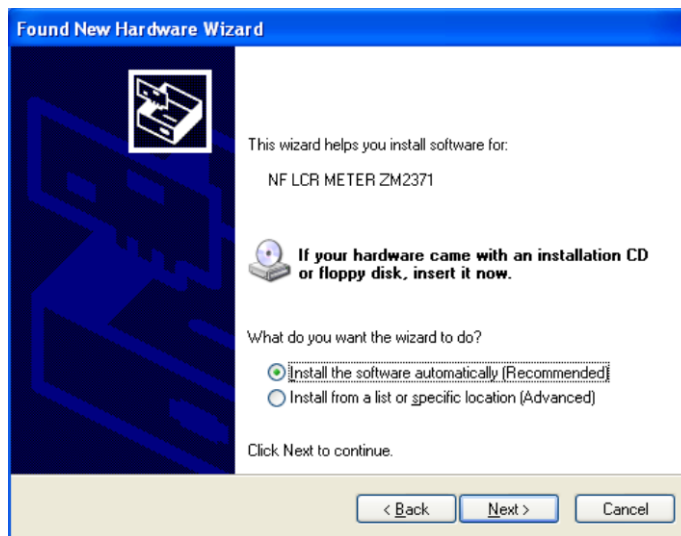 Found New Hardware Wizard
This wizard helps you install software for:
NF LCR METER ZM2371
If your hardware came with an installation CD
or floppy disk, insert it now.
What do you want the wizard to do?
Install the software automatically (Recommended)
Install from a list or specific location (Advanced)
Click Next to continue.
< Back
Next >
Cancel